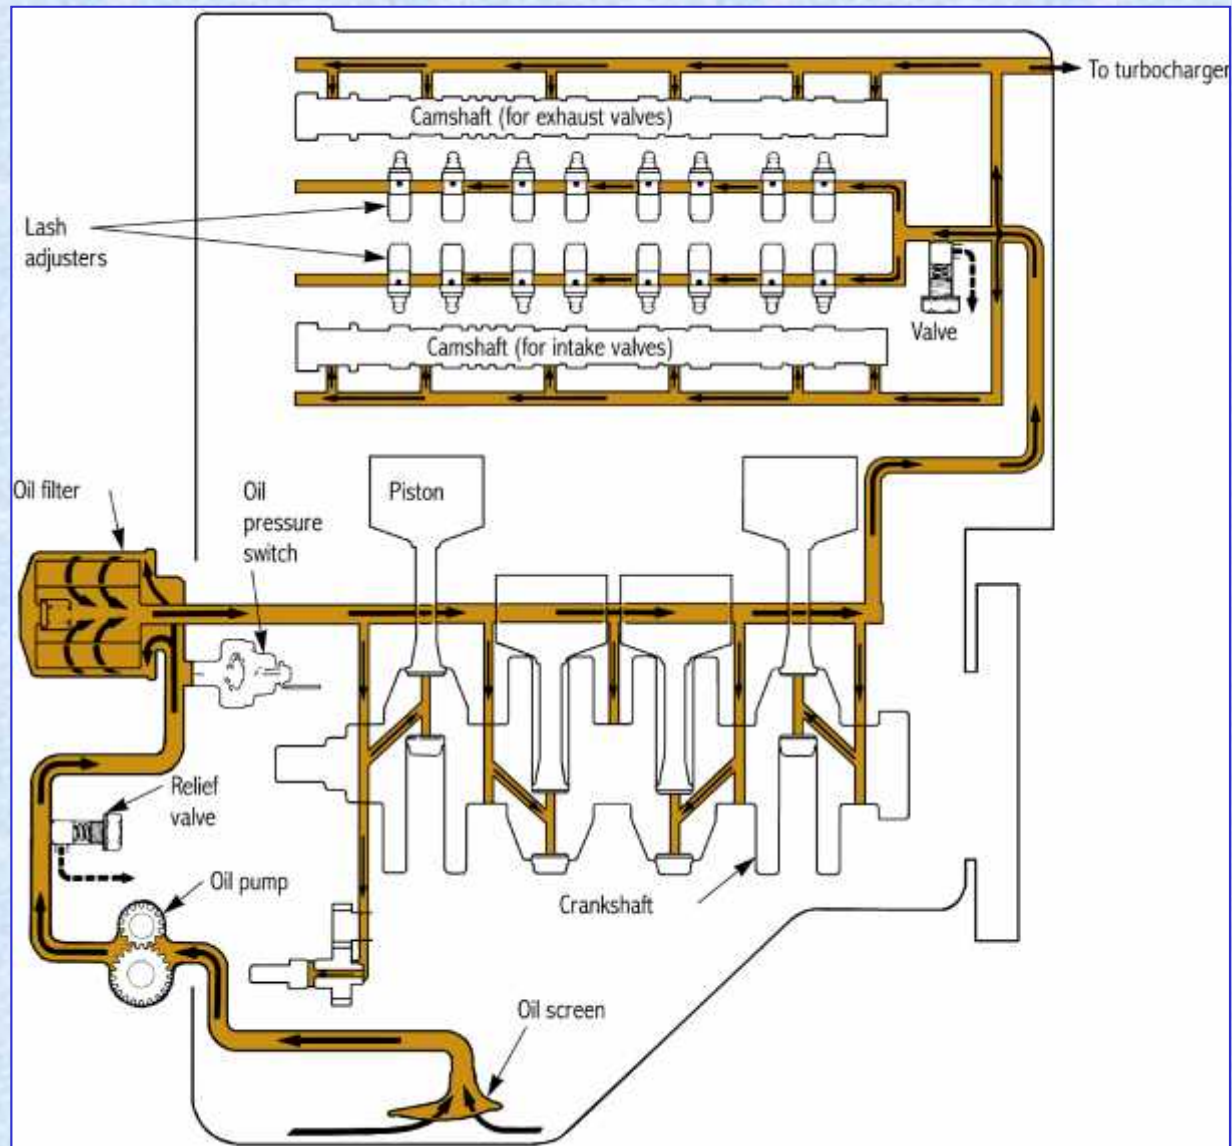 To turbocharger
Camshaft (for exhaust valves)
Lash
adjusters
Valve
Camshaft (for intake valves)
Oil filter
Oil
pressure
switch
Piston
Relief
valve
Oil pump
Crankshaft
Oil screen